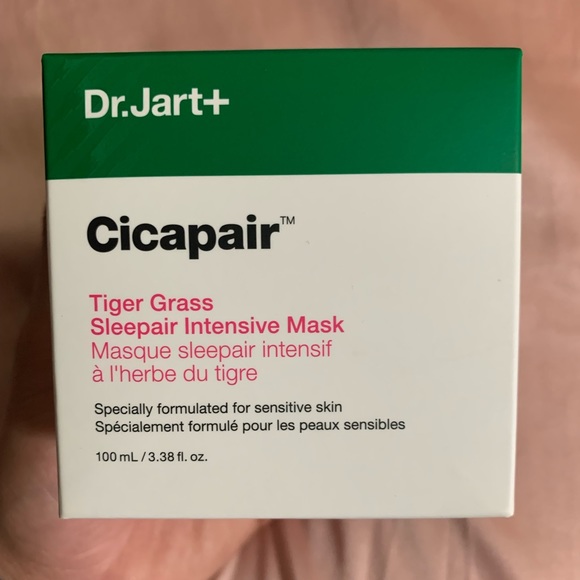 Dr.Jart+
Cicapair™
Tiger Grass
Sleepair Intensive Mask
Masque sleepair intensif
à l'herbe du tigre
Specially formulated for sensitive skin
Spécialement formulé pour les peaux sensibles
100 mL / 3.38 fl. oz.